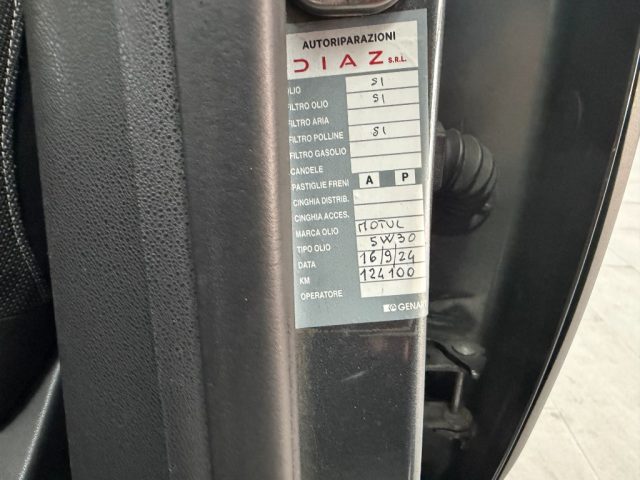 AUTORIPARAZIONI
DIAZ S.R.L.
OLIO SI
FILTRO OLIO SI
FILTRO ARIA
FILTRO POLLINE SI
FILTRO GASOLIO
CANDELE
PASTIGLIE FRENI A P
CINGHIA DISTRIB.
CINGHIA ACCES.
MARCA OLIO MOTUL
TIPO OLIO 5W30
DATA 16/9/24
KM 124100
OPERATORE
GENA